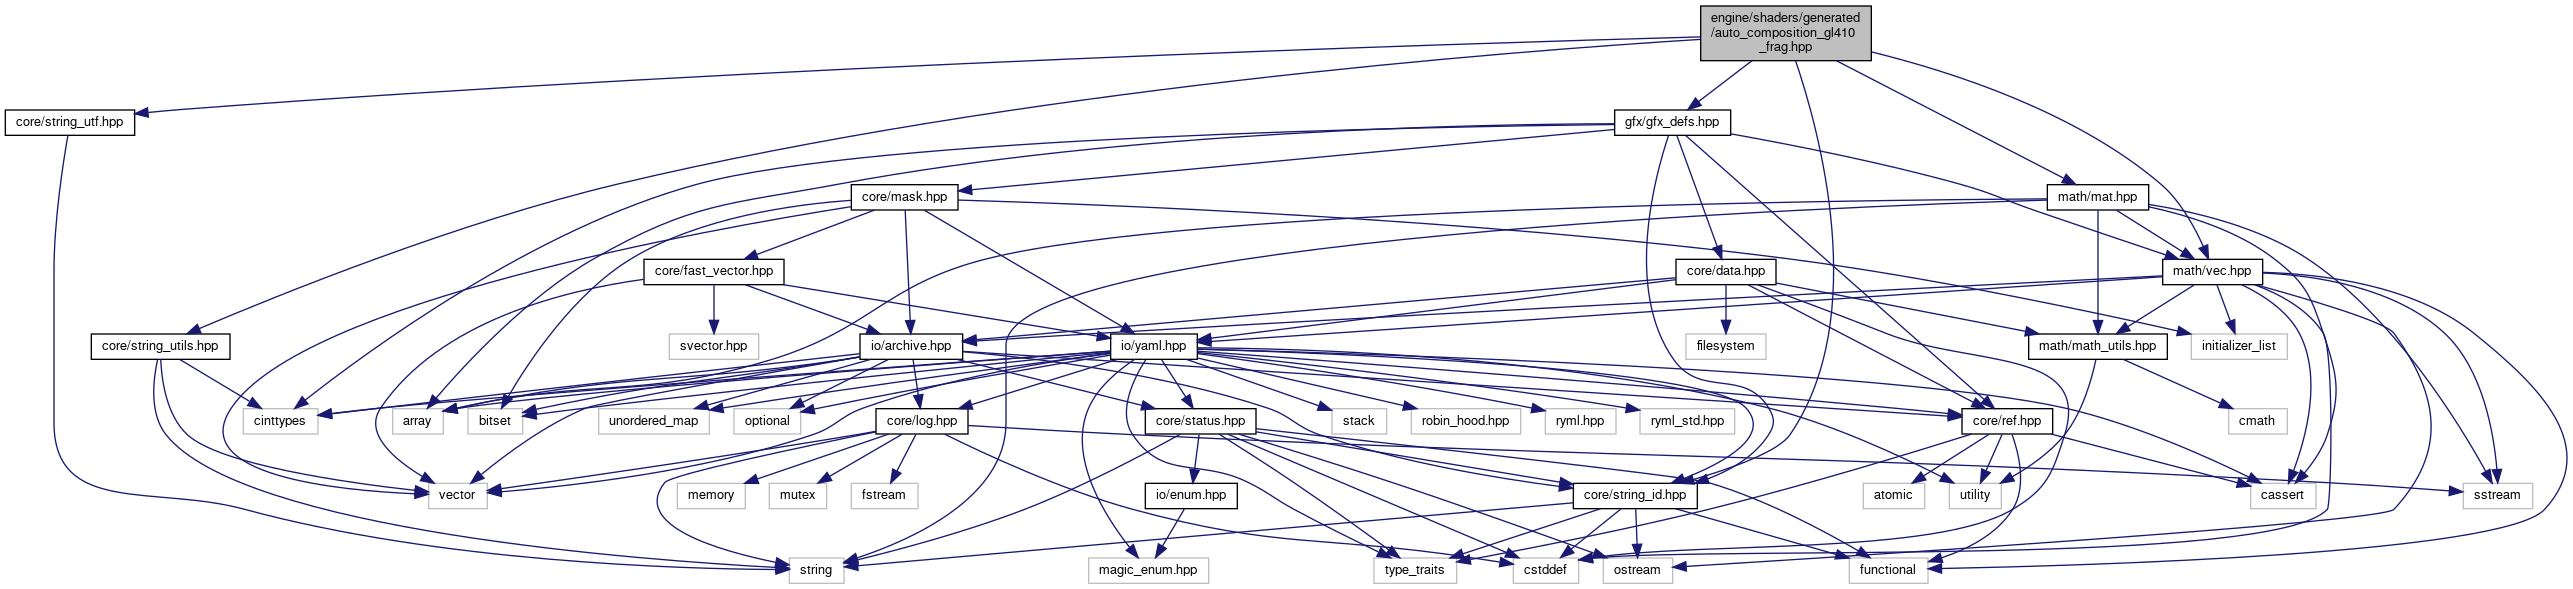 engine/shaders/generated
/auto_composition_gl410
_frag.hpp
core/string_utf.hpp
gfx/gfx_defs.hpp
core/mask.hpp
math/mat.hpp
core/fast_vector.hpp
core/data.hpp
math/vec.hpp
core/string_utils.hpp
svector.hpp
io/archive.hpp
io/yaml.hpp
filesystem
math/math_utils.hpp
initializer_list
cinttypes
array
bitset
unordered_map
optional
core/log.hpp
core/status.hpp
stack
robin_hood.hpp
ryml.hpp
ryml_std.hpp
core/ref.hpp
cmath
vector
memory
mutex
fstream
io/enum.hpp
core/string_id.hpp
atomic
utility
cassert
sstream
string
magic_enum.hpp
type_traits
cstddef
ostream
functional